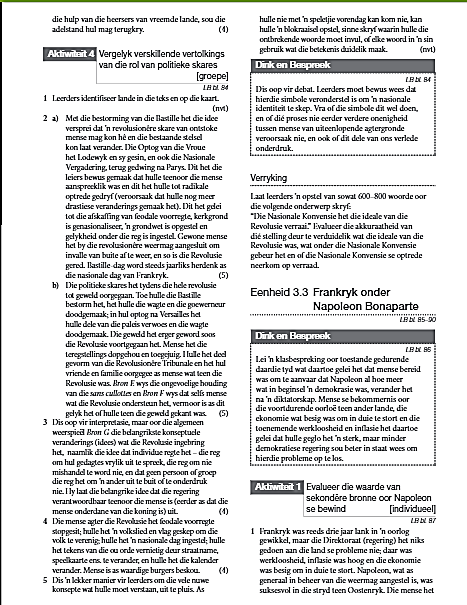 die hulp van die heersers van vreemde lande, sou die
adelstand hul mag terugkry. (4)
Aktiwiteit 4 Vergelyk verskillende vertolkings
van die rol van politieke skares
[groepe]
LB bl. 84
1 Leerders identifiseer lande in die teks en op die kaart.
(nvt)
2 a) Met die bestorming van die Bastille het die idee
versprei dat 'n revolusionêre skare van ontstoke
mense mag kon hê en die bestaande stelsel
kon laat verander. Die Optog van die Vroue
het Lodewyk en sy gesin, en ook die Nasionale
Vergadering, terug gedwing na Parys. Dit het die
leiers bewus gemaak dat hulle teenoor die mense
aanspreeklik was en dit het hulle tot radikale
optrede gedryf (veroorsaak dat hulle nog meer
drastiese veranderings gemaak het). Dit het gelei
tot die afskaffing van feodale voorregte, kerkgrond
is genasionaliseer, 'n grondwet is opgestel en
gelykheid onder die reg is ingestel. Gewone mense
het by die revolusionêre weermag aangesluit om
invalle van buite af te weer, en so is die Revolusie
gered. Bastille-dag word steeds jaarliks herdenk as
die nasionale dag van Frankryk. (5)
b) Die politieke skares het tydens die hele revolusie
tot geweld oorgegaan. Toe hulle die Bastille
bestorm het, het hulle die wagte en die goewerneur
doodgemaak; in hul optog na Versailles het
hulle dele van die paleis verwoes en die wagte
doodgemaak. Die geweld het erger geword soos
die Revolusie voortgegaan het. Mense het die
teregstellings opgehou en toegejuig. Hulle het deel
gevorm van die Revolusionêre Tribunale en het hul
vriende en familie oorgegee as mense wat teen die
Revolusie was. Bron E wys die ongevoelige houding
van die sans cullottes en Bron F wys dat selfs mense
wat die Revolusie ondersteun het, vermoor is as dit
gelyk het of hulle teen die geweld gekant was. (5)
3 Dis oop vir interpretasie, maar oor die algemeen
weerspieël Bron G die belangrikste konseptuele
veranderings (idees) wat die Revolusie ingebring
het, naamlik die idee dat individue regte het – die reg
om hul gedagtes vrylik uit te spreek, die reg om nie
mishandel te word nie, en dat geen persoon of groep
die reg het om 'n ander uit te buit of te onderdruk
nie. Hy laat die belangrike idee dat die regering
verantwoordbaar teenoor die mense is (eerder as dat die
mense onderdane van die koning is) uit. (4)
4 Die mense agter die Revolusie het feodale voorregte
stopgesit; hulle het 'n volkslied en vlag geskep om die
volk te verenig; hulle het 'n nasionale dag ingestel; hulle
het tekens van die ou orde vernietig deur straatname,
speelkaarte ens. te verander, en hulle het die kalender
verander. Mense is as waardige burgers beskou. (4)
5 Dis 'n lekker manier vir leerders om die vele nuwe
konsepte wat hulle moet verstaan, uit te pluis. As
hulle nie met 'n speletjie vorendag kan kom nie, kan
hulle 'n blokraaisel opstel, sinne skryf waarin hulle die
ontbrekende woorde moet invul, of elke woord in 'n sin
gebruik wat die betekenis duidelik maak. (nvt)
Dink en Bespreek
LB bl. 84
Dis oop vir debat. Leerders moet bewus wees dat
hierdie simbole veronderstel is om 'n nasionale
identiteit te skep. Vra of die simbole dit wel doen,
en of dié proses nie eerder verdere onenigheid
tussen mense van uiteenlopende agtergronde
veroorsaak nie, en ook of dit dele van ons verlede
onderdruk.
Verryking
Laat leerders 'n opstel van sowat 600–800 woorde oor
die volgende onderwerp skryf:
"Die Nasionale Konvensie het die ideale van die
Revolusie verraai." Evalueer die akkuraatheid van
dié stelling deur te verduidelik wat die ideale van die
Revolusie was, wat onder die Nasionale Konvensie
gebeur het en of die Nasionale Konvensie se optrede
neerkom op verraad.
Eenheid 3.3 Frankryk onder
Napoleon Bonaparte
LB bl. 85–90
Dink en Bespreek
LB bl. 86
Lei 'n klasbespreking oor toestande gedurende
daardie tyd wat daartoe gelei het dat mense bereid
was om te aanvaar dat Napoleon al hoe meer
wat in beginsel 'n demokrasie was, verander het
na 'n diktatorskap. Mense se bekommernis oor
die voortdurende oorloë teen ander lande, die
ekonomie wat besig was om in duie te stort en die
toenemende werkloosheid en inflasie het daartoe
gelei dat hulle geglo het 'n sterk, maar minder
demokratiese regering sou beter in staat wees om
hierdie probleme op te los.
Aktiwiteit 1 Evalueer die waarde van
sekondêre bronne oor Napoleon
se bewind [individueel]
LB bl. 87
1 Frankryk was reeds drie jaar lank in 'n oorlog
gewikkel, maar die Direktoraat (regering) het niks
gedoen aan die land se probleme nie; daar was
werkloosheid, inflasie was hoog en die ekonomie
was besig om in duie te stort. Napoleon, wat as
generaal in beheer van die weermag aangestel is, was
suksesvol in die stryd teen Oostenryk. Die mense het